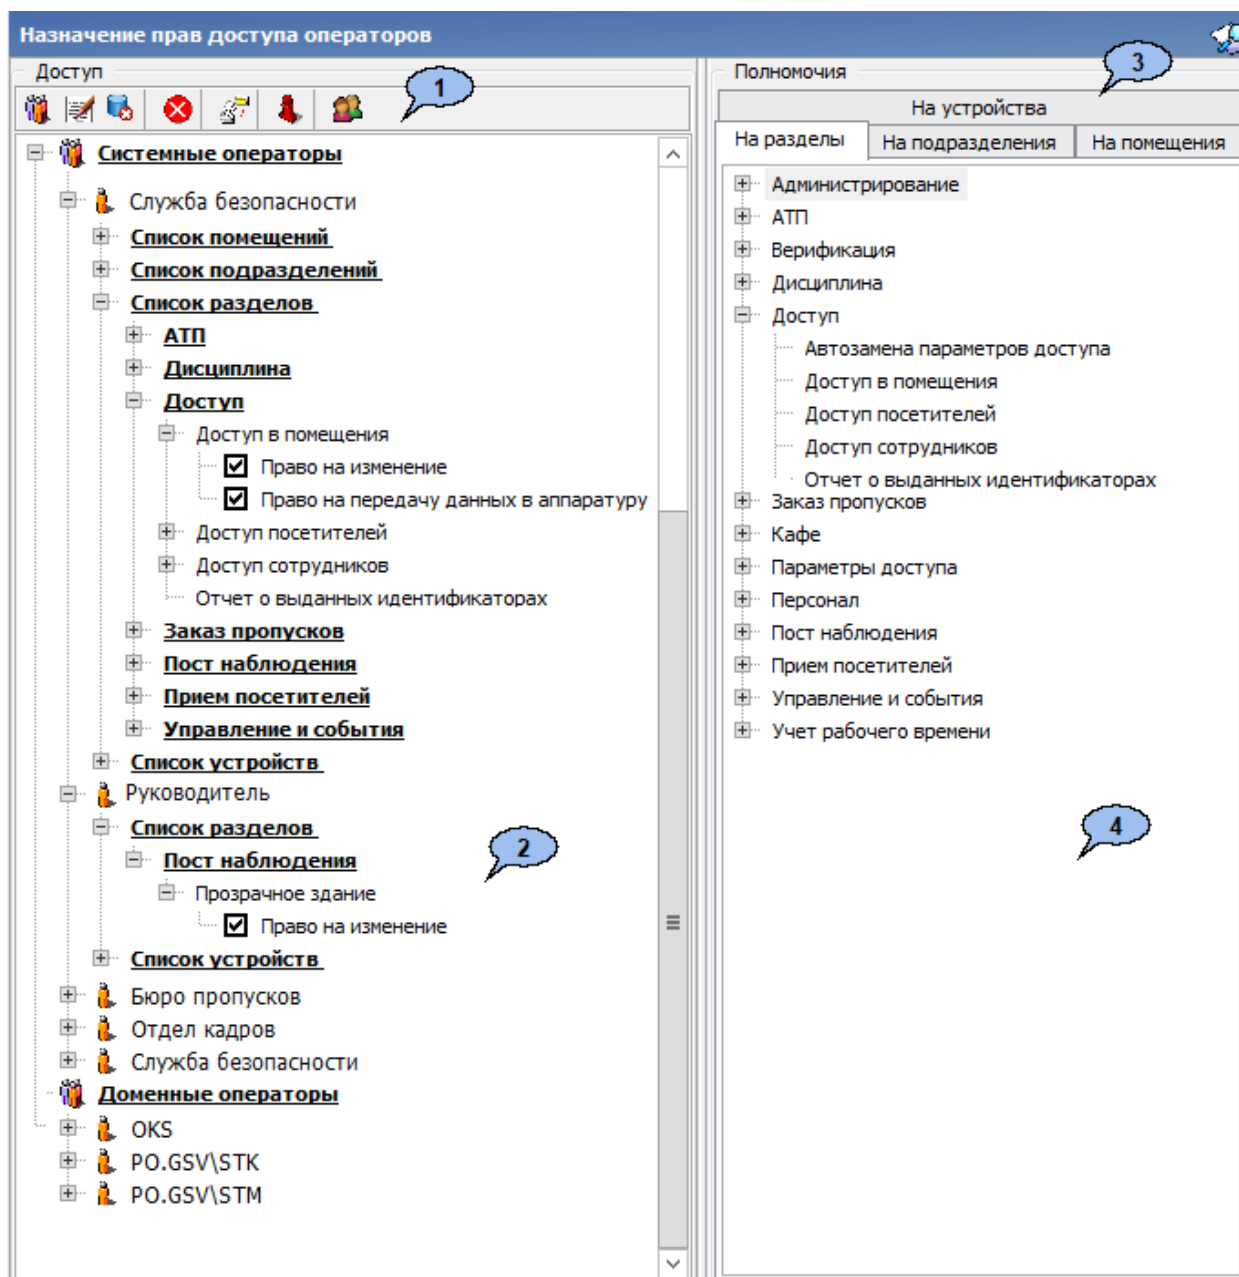 Назначение прав доступа операторов
Доступ
1
Системные операторы
Служба безопасности
Список помещений
Список подразделений
Список разделов
АТП
Дисциплина
Доступ
Доступ в помещения
Право на изменение
Право на передачу данных в аппаратуру
Доступ посетителей
Доступ сотрудников
Отчет о выданных идентификаторах
Заказ пропусков
Пост наблюдения
Прием посетителей
Управление и события
Список устройств
Руководитель
Список разделов
2
Пост наблюдения
Прозрачное здание
Право на изменение
Список устройств
Бюро пропусков
Отдел кадров
Служба безопасности
Доменные операторы
OKS
PO.GSV\STK
PO.GSV\STM
Полномочия
3
На устройства
На разделы На подразделения На помещения
Администрирование
АТП
Верификация
Дисциплина
Доступ
Автозамена параметров доступа
Доступ в помещения
Доступ посетителей
Доступ сотрудников
Отчет о выданных идентификаторах
Заказ пропусков
Кафе
Параметры доступа
Персонал
Пост наблюдения
Прием посетителей
Управление и события
Учет рабочего времени
4